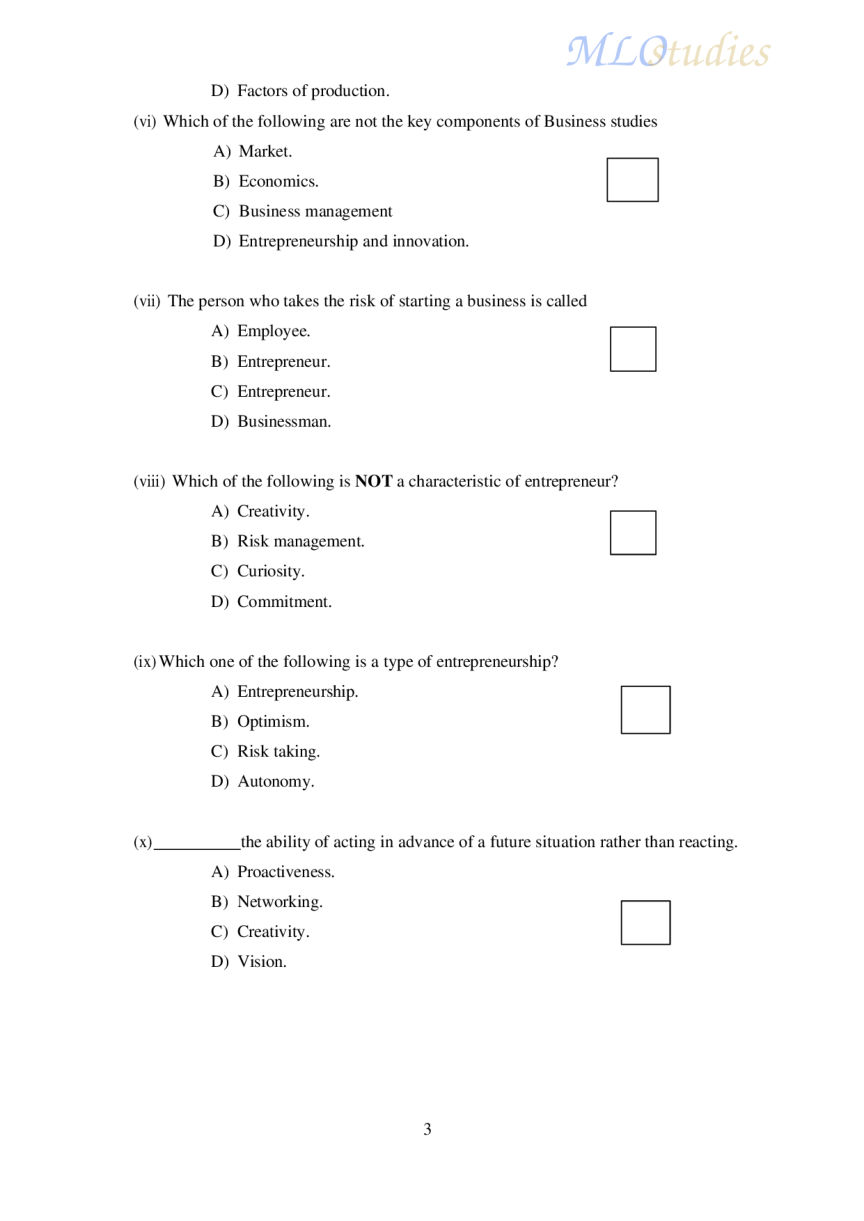 MLOstudies
D) Factors of production.
(vi) Which of the following are not the key components of Business studies
A) Market.
B) Economics.
C) Business management
D) Entrepreneurship and innovation.
(vii) The person who takes the risk of starting a business is called
A) Employee.
B) Entrepreneur.
C) Entrepreneur.
D) Businessman.
(viii) Which of the following is NOT a characteristic of entrepreneur?
A) Creativity.
B) Risk management.
C) Curiosity.
D) Commitment.
(ix) Which one of the following is a type of entrepreneurship?
A) Entrepreneurship.
B) Optimism.
C) Risk taking.
D) Autonomy.
(x)__________the ability of acting in advance of a future situation rather than reacting.
A) Proactiveness.
B) Networking.
C) Creativity.
D) Vision.
3